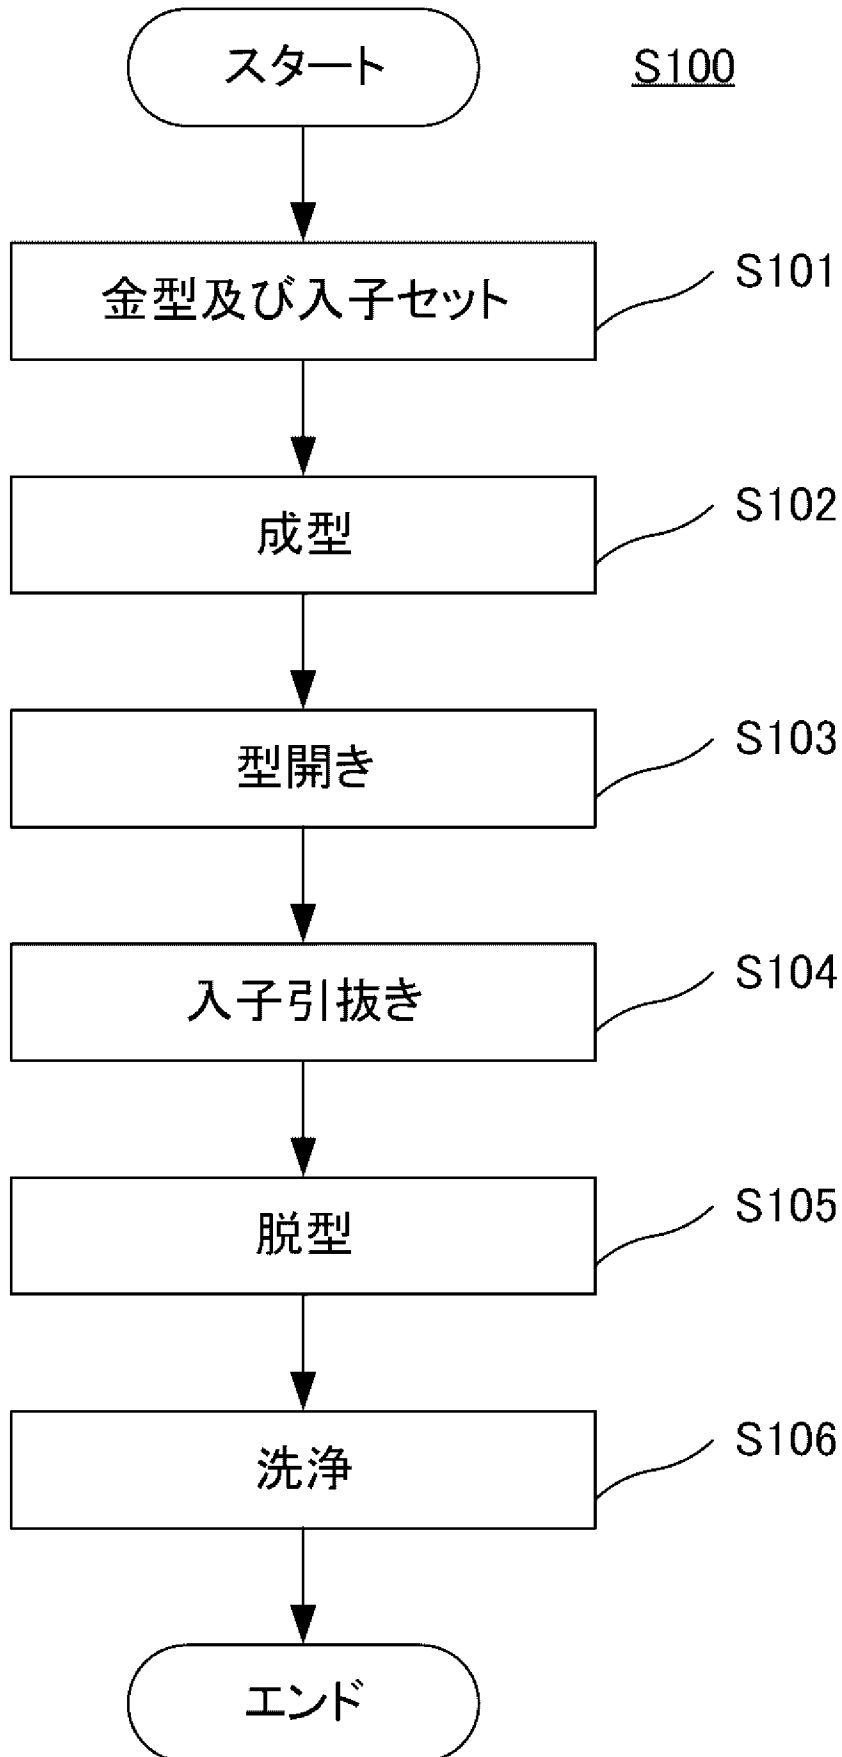 スタート
S100
金型及び入子セット
S101
成型
S102
型開き
S103
入子引抜き
S104
脱型
S105
洗浄
S106
エンド